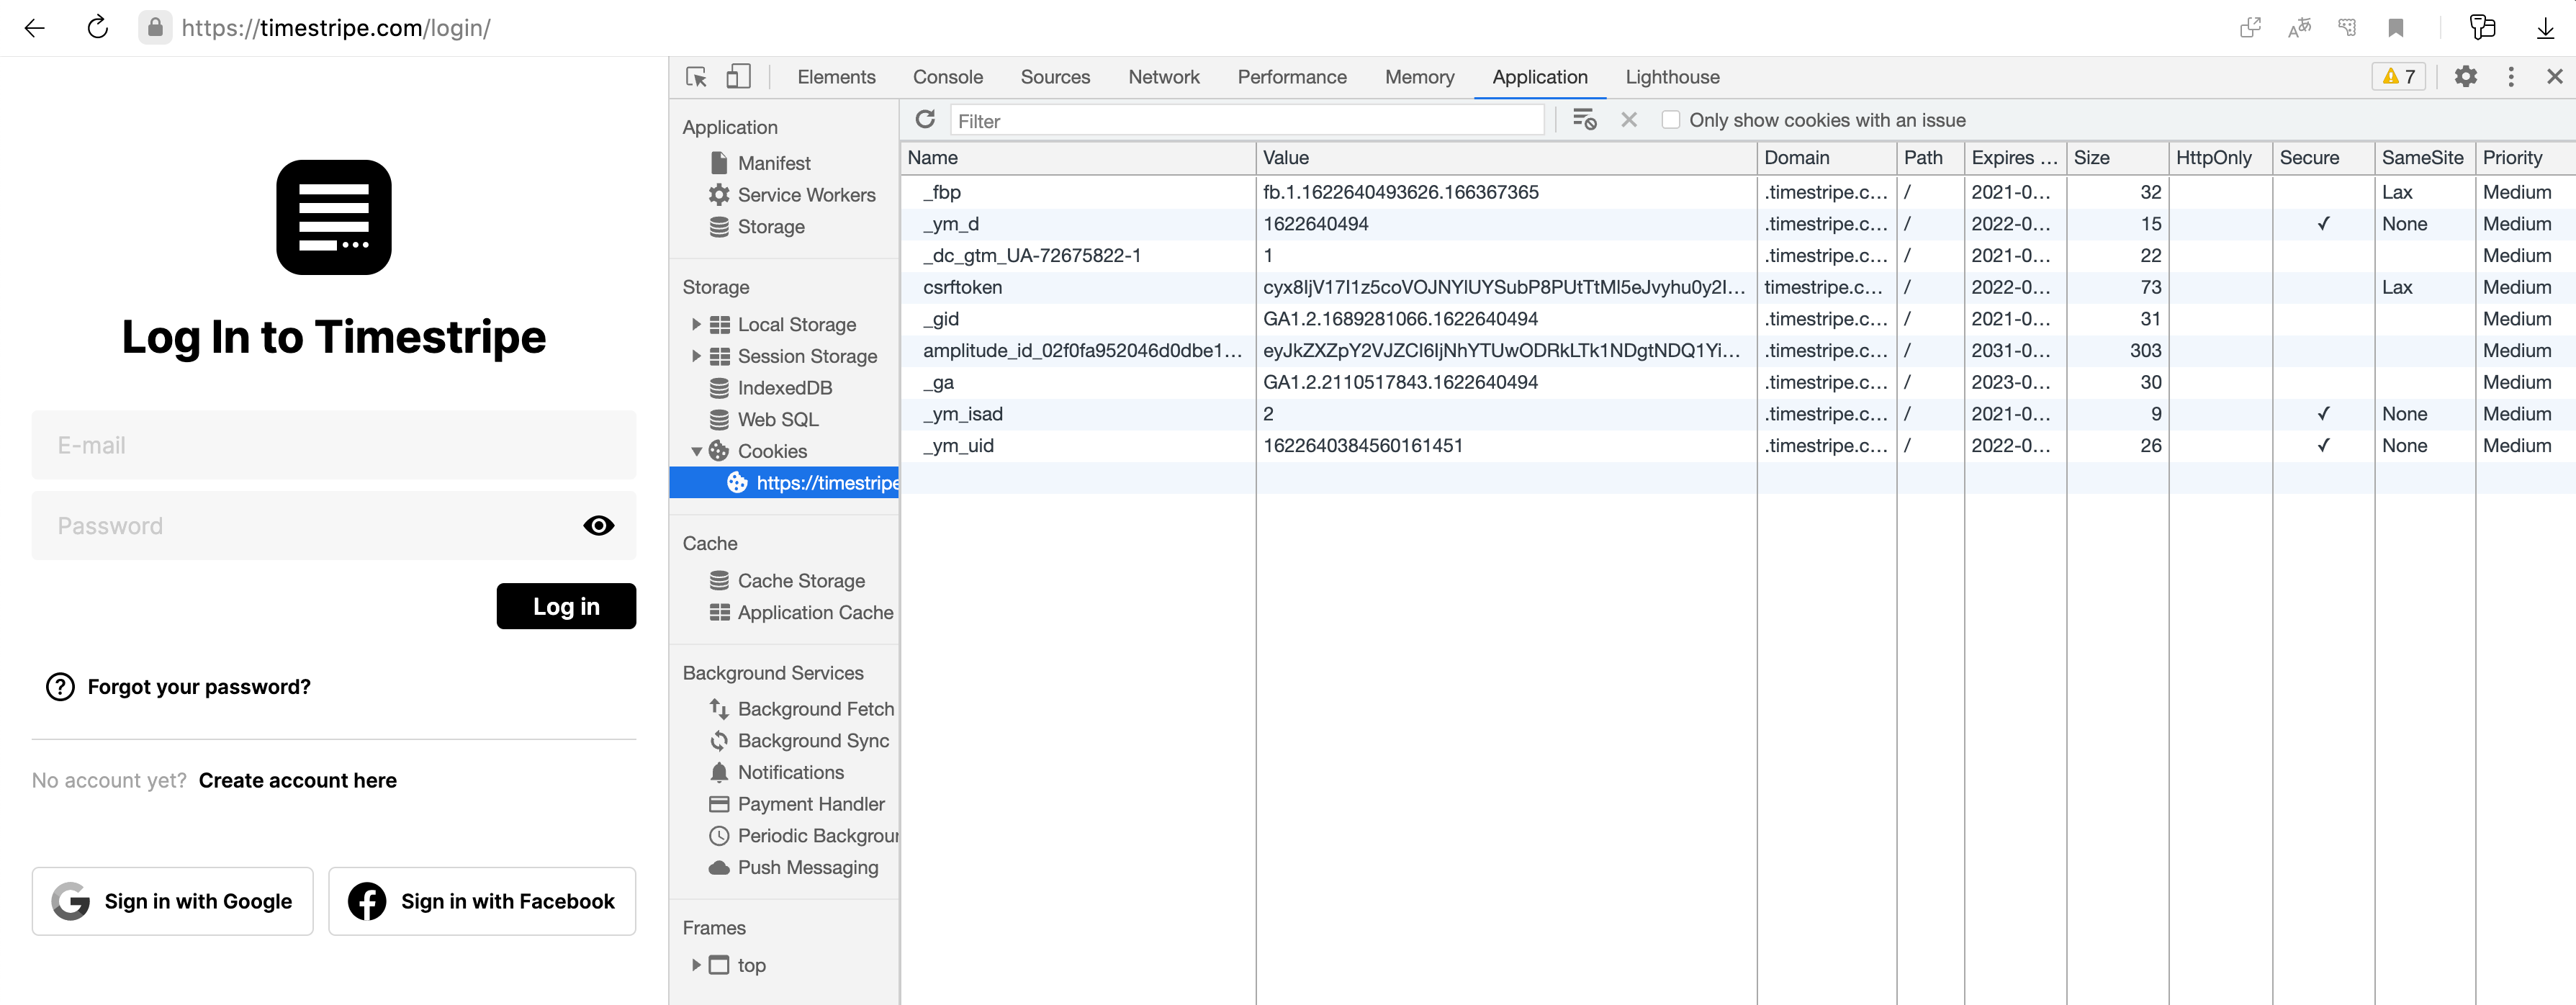 https://timestripe.com/login/
Log In to Timestripe
E-mail
Password
Log in
Forgot your password?
No account yet? Create account here
Sign in with Google
Sign in with Facebook
Elements Console Sources Network Performance Memory Application Lighthouse 7
Application
Manifest
Service Workers
Storage
Storage
Local Storage
Session Storage
IndexedDB
Web SQL
Cookies
https://timestripe
Cache
Cache Storage
Application Cache
Background Services
Background Fetch
Background Sync
Notifications
Payment Handler
Periodic Backgrour
Push Messaging
Frames
top
Filter Only show cookies with an issue
Name Value Domain Path Expires ... Size HttpOnly Secure SameSite Priority
_fbp fb.1.1622640493626.166367365 .timestripe.c... / 2021-0... 32 Lax Medium
_ym_d 1622640494 .timestripe.c... / 2022-0... 15 ✓ None Medium
_dc_gtm_UA-72675822-1 1 .timestripe.c... / 2021-0... 22 Medium
csrftoken cyx8IjV17I1z5coVOJNYlUYSubP8PUtTtMl5eJvyhu0y2I... timestripe.c... / 2022-0... 73 Lax Medium
_gid GA1.2.1689281066.1622640494 .timestripe.c... / 2021-0... 31 Medium
amplitude_id_02f0fa952046d0dbe1... eyJkZXZpY2VJZCI6IjNhYTUwODRkLTk1NDgtNDQ1Yi... .timestripe.c... / 2031-0... 303 Medium
_ga GA1.2.2110517843.1622640494 .timestripe.c... / 2023-0... 30 Medium
_ym_isad 2 .timestripe.c... / 2021-0... 9 ✓ None Medium
_ym_uid 1622640384560161451 .timestripe.c... / 2022-0... 26 ✓ None Medium